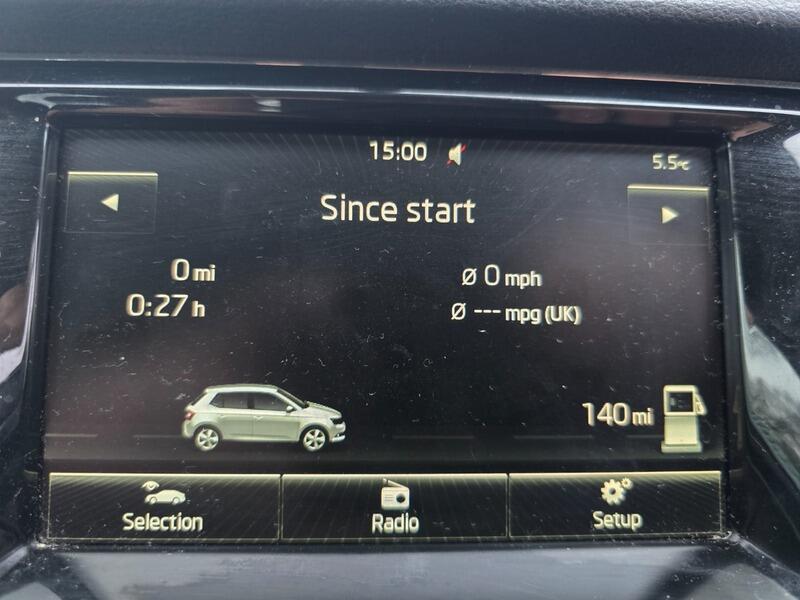 15:00
5.5°C
Since start
0 mi
0:27 h
Ø 0 mph
Ø --- mpg (UK)
140 mi
Selection
Radio
Setup